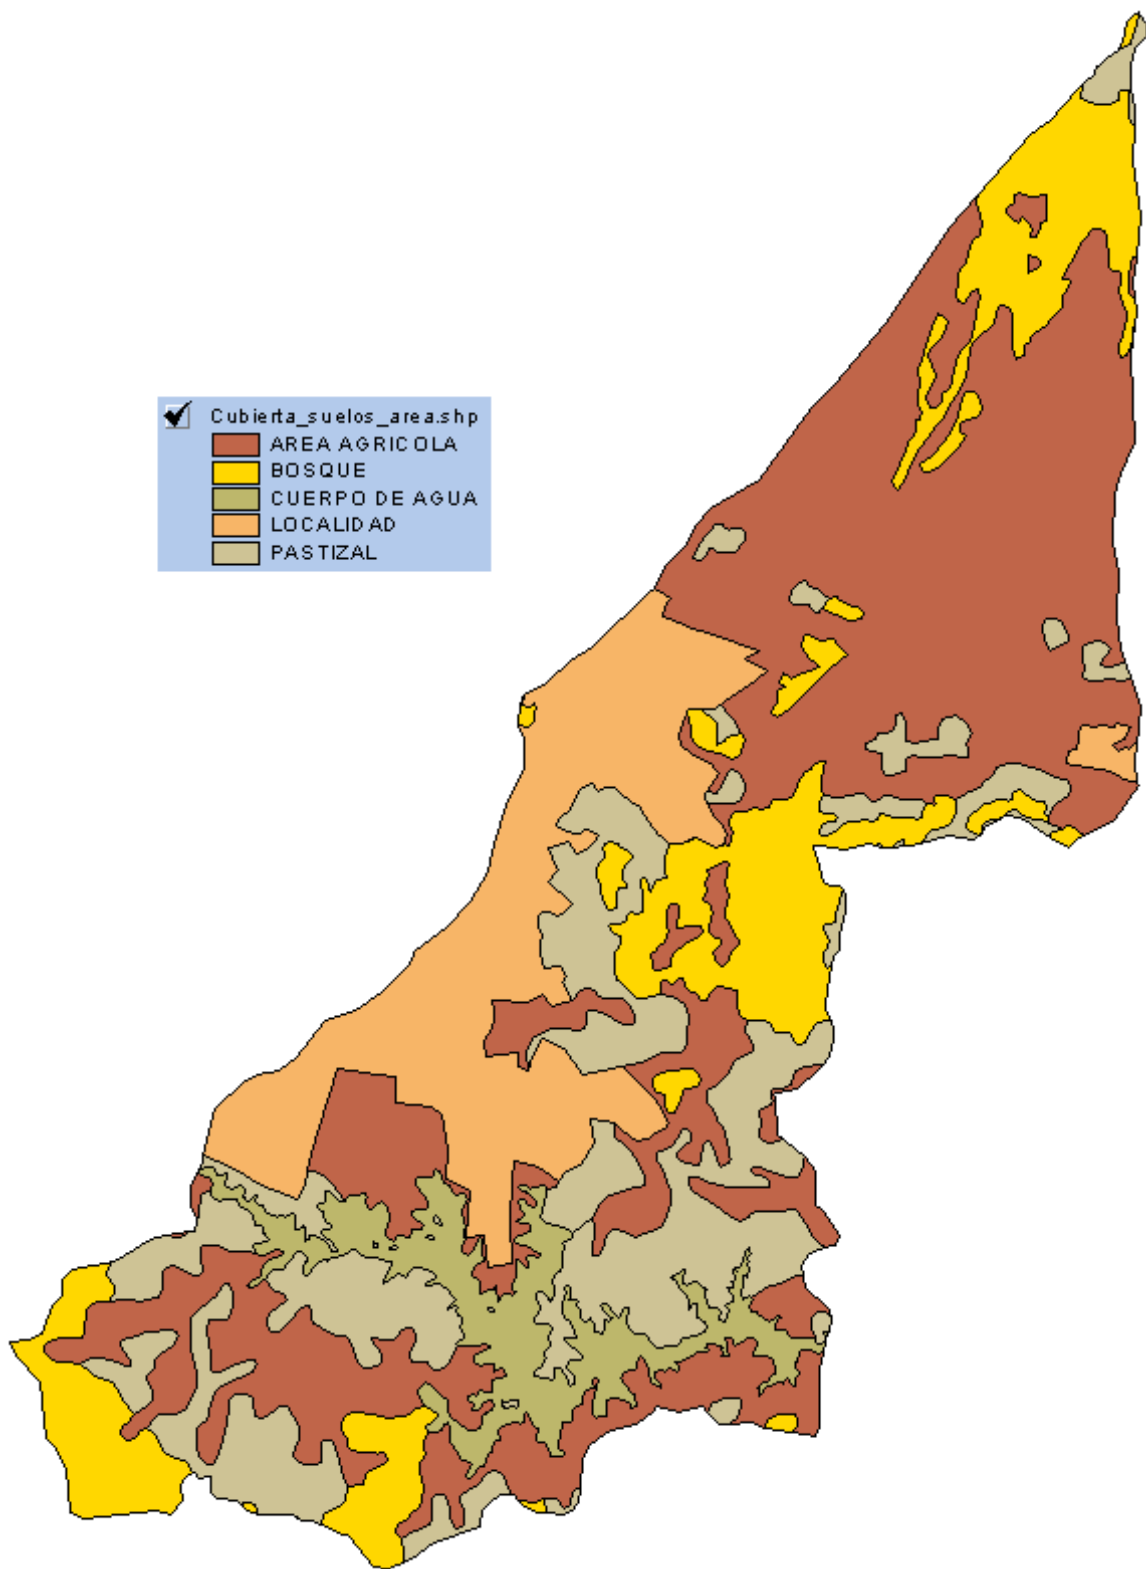 Cubierta_suelos_area.shp
AREA AGRICOLA
BOSQUE
CUERPO DE AGUA
LOCALIDAD
PASTIZAL